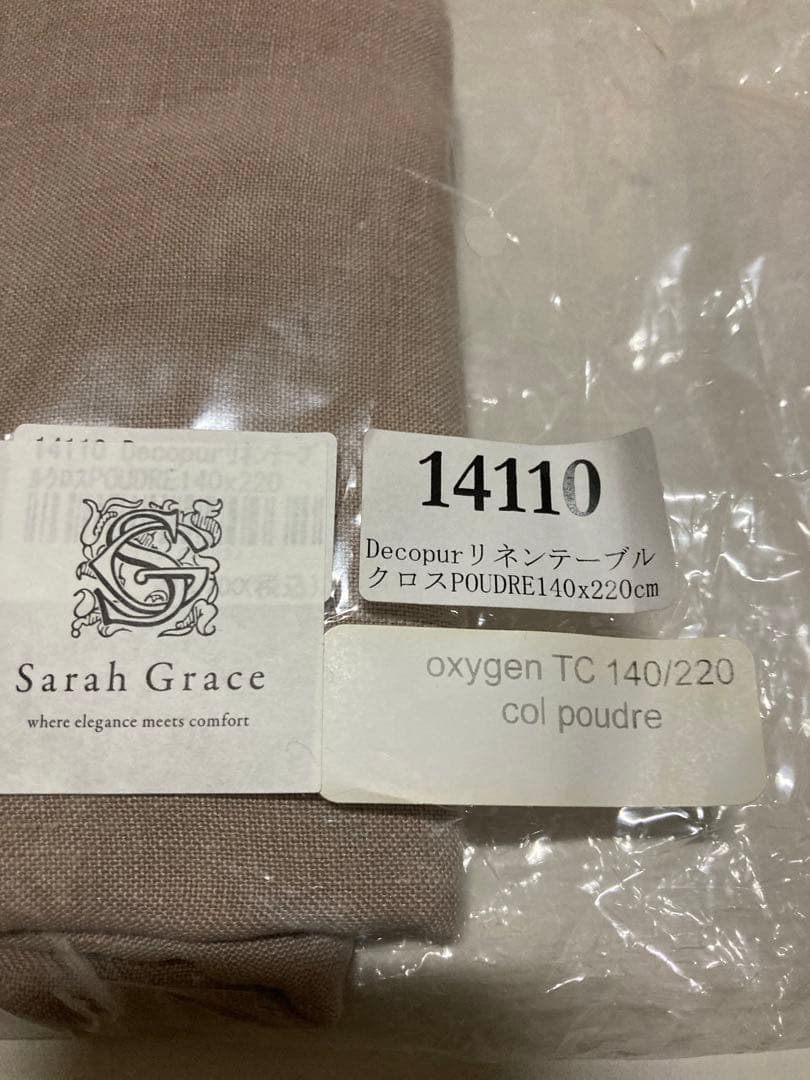 14110 Decopurリネンテーブ
ルクロスPOUDRE140x220
SG
Sarah Grace
where elegance meets comfort
14110
Decopurリネンテーブル
クロスPOUDRE140x220cm
oxygen TC 140/220
col poudre